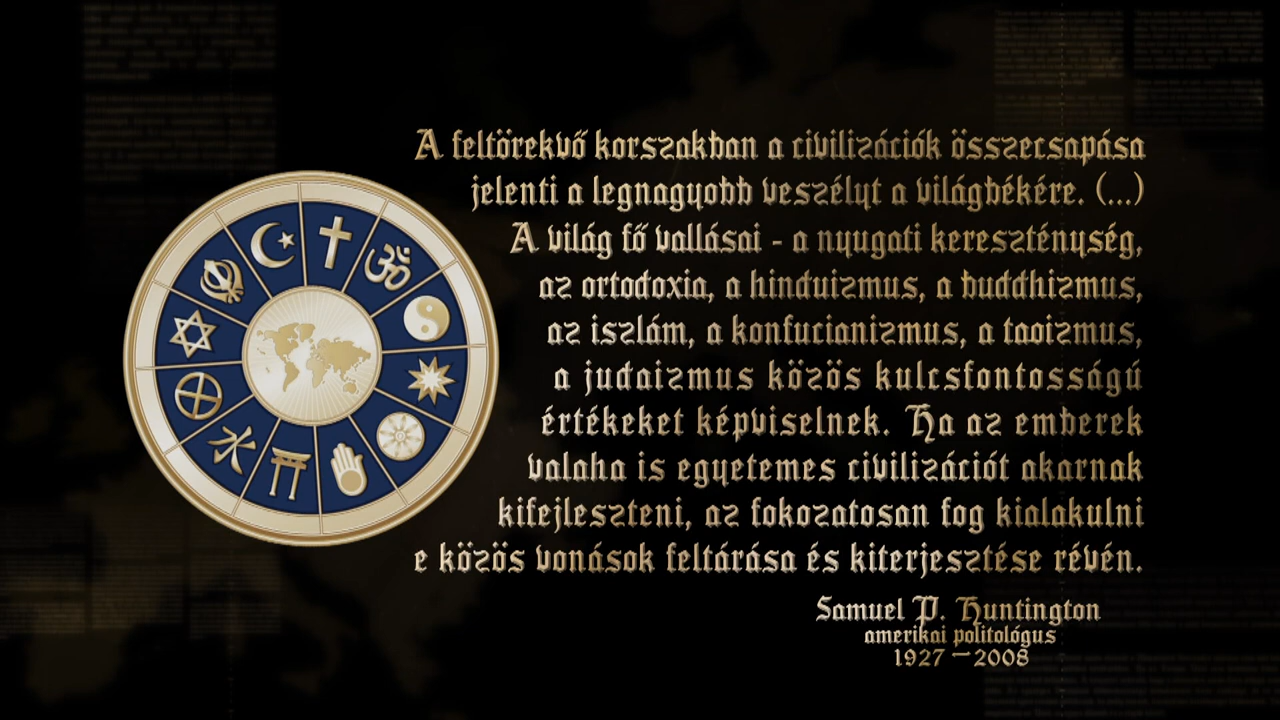 A feltörekvő korszakban a civilizációk összecsapása
jelenti a legnagyobb veszélyt a világbékére. (...)
A világ fő vallásai - a nyugati kereszténység,
az ortodoxia, a hinduizmus, a buddhizmus,
az iszlám, a konfucianizmus, a taoizmus,
a judaizmus közös kulcsfontosságú
értékeket képviselnek. Ha az emberek
valaha is egyetemes civilizációt akarnak
kifejleszteni, az fokozatosan fog kialakulni
e közös vonások feltárása és kiterjesztése révén.
Samuel P. Huntington
amerikai politológus
1927 – 2008